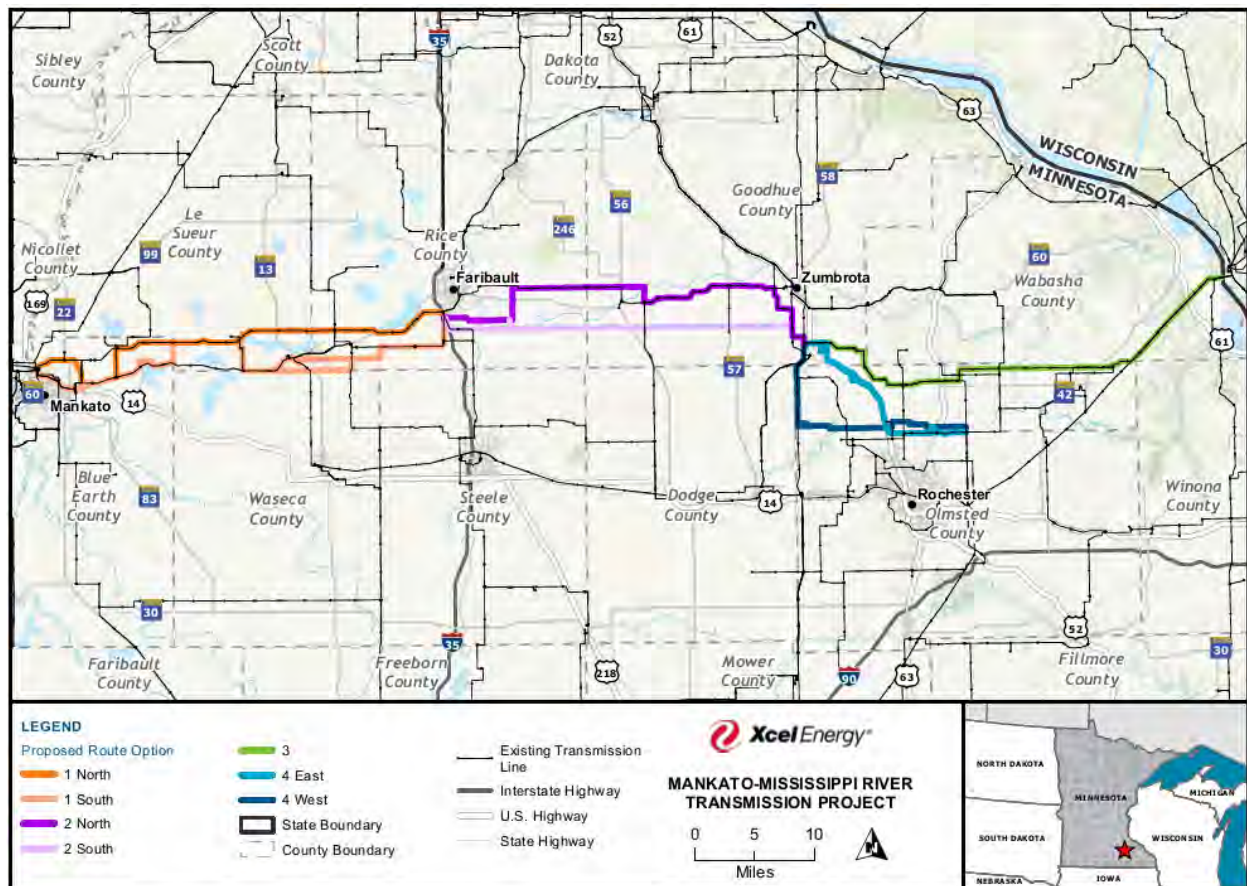 35
52
61
Scott
County
Sibley
County
Dakota
County
63
WISCONSIN
MINNESOTA
58
56
Goodhue
County
Le
Sueur
County
246
99
Nicollet
County
Rice
County
13
60
Wabasha
County
Faribault
Zumbrota
169
22
61
57
60
Mankato
14
42
Blue
Earth
County
83
Waseca
County
Steele
County
Dodge
County
14
Rochester
Olmsted
County
Winona
County
30
52
35
30
Faribault
County
Freeborn
County
218
Mower
County
90
63
Fillmore
County
LEGEND
Proposed Route Option
1 North
1 South
2 North
2 South
3
4 East
4 West
State Boundary
County Boundary
Existing Transmission
Line
Interstate Highway
U.S. Highway
State Highway
Xcel Energy®
MANKATO-MISSISSIPPI RIVER
TRANSMISSION PROJECT
0 5 10
Miles
N
NORTH DAKOTA
MINNESOTA
MICHIGAN
SOUTH DAKOTA
WISCONSIN
NEBRASKA
IOWA